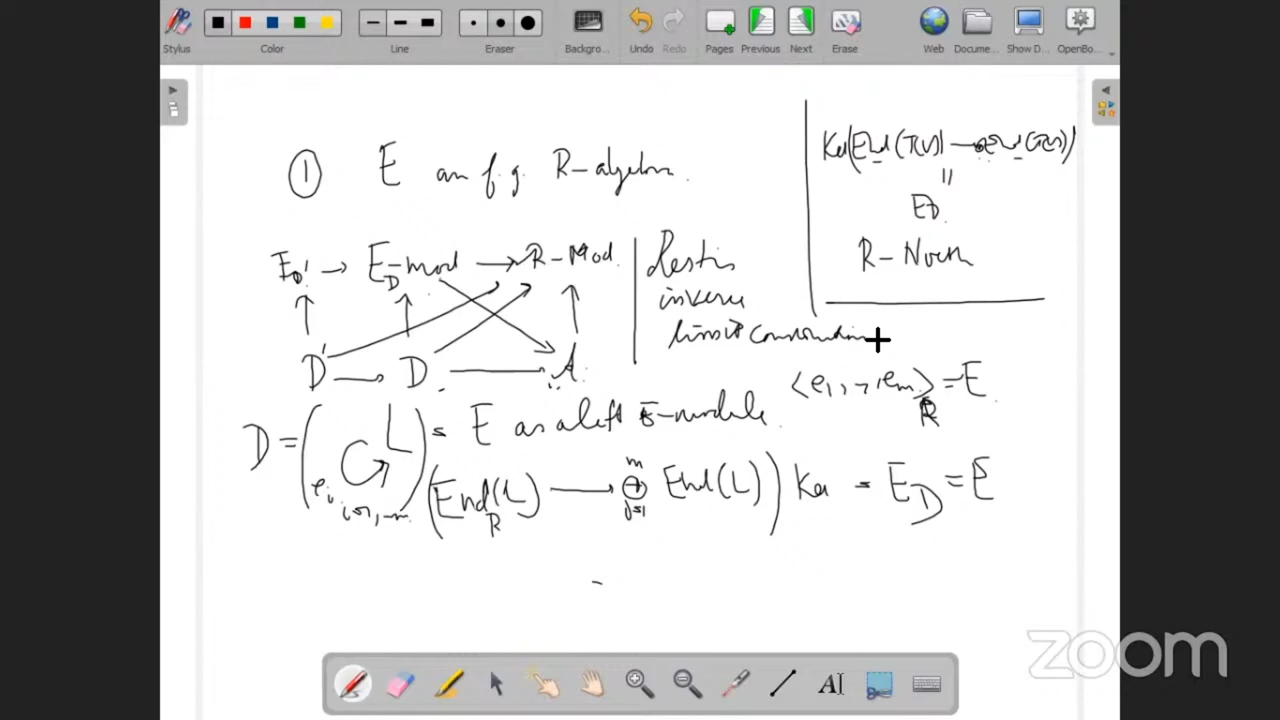 Stylus Color Line Eraser Backgro... Undo Redo Pages Previous Next Erase Web Docume... Show D... OpenBo...
① E an f.g. R-algebra.
Ker(End(T(v)) → ⊕End(T(v))
||
E_D
R-Noeth
E_D' → E_D-mod → R-Mod.
inverse
limit construction
D' → D → A
<e_1, ..., e_m>_R = E
D = ( e_i i=1,...m L ) = E as a left E-module.
(End_R(L) → ⊕_{j=1}^m End(L)) Ker = E_D = E
zoom